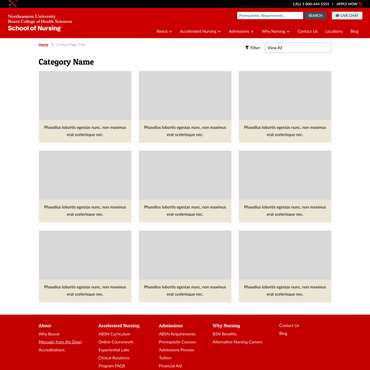 CALL 1-800-444-5555 / APPLY NOW
Northeastern University
Bouvé College of Health Sciences
School of Nursing
Prerequisites, Requirements... SEARCH LIVE CHAT
About Accelerated Nursing Admissions Why Nursing Contact Us Locations Blog
Home > Current Page Title
Filter: View All
Category Name
Phasellus lobortis egestas nunc, non maximus
erat scelerisque nec.
Phasellus lobortis egestas nunc, non maximus
erat scelerisque nec.
Phasellus lobortis egestas nunc, non maximus
erat scelerisque nec.
Phasellus lobortis egestas nunc, non maximus
erat scelerisque nec.
Phasellus lobortis egestas nunc, non maximus
erat scelerisque nec.
Phasellus lobortis egestas nunc, non maximus
erat scelerisque nec.
Phasellus lobortis egestas nunc, non maximus
erat scelerisque nec.
Phasellus lobortis egestas nunc, non maximus
erat scelerisque nec.
Phasellus lobortis egestas nunc, non maximus
erat scelerisque nec.
About
Why Bouve
Message from the Dean
Accreditations
Accelerated Nursing
ABSN Curriculum
Online Coursework
Experiential Labs
Clinical Rotations
Program FAQS
Admissions
ABSN Requirements
Prerequisite Courses
Admissions Process
Tuition
Financial Aid
Why Nursing
BSN Benefits
Alternative Nursing Careers
Contact Us
Blog